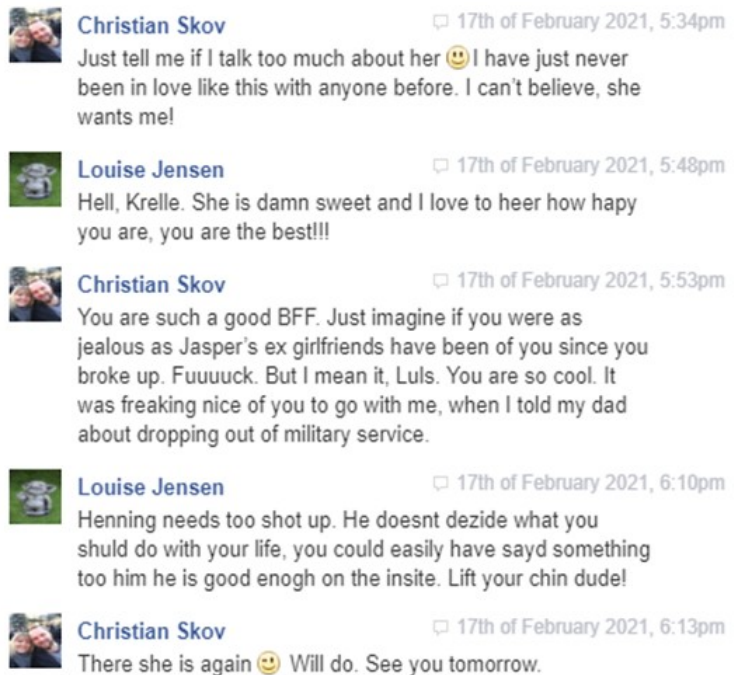 Christian Skov 17th of February 2021, 5:34pm
Just tell me if I talk too much about her 🙂 I have just never
been in love like this with anyone before. I can't believe, she
wants me!
Louise Jensen 17th of February 2021, 5:48pm
Hell, Krelle. She is damn sweet and I love to heer how hapy
you are, you are the best!!!
Christian Skov 17th of February 2021, 5:53pm
You are such a good BFF. Just imagine if you were as
jealous as Jasper's ex girlfriends have been of you since you
broke up. Fuuuuck. But I mean it, Luls. You are so cool. It
was freaking nice of you to go with me, when I told my dad
about dropping out of military service.
Louise Jensen 17th of February 2021, 6:10pm
Henning needs too shot up. He doesnt dezide what you
shuld do with your life, you could easily have sayd something
too him he is good enogh on the insite. Lift your chin dude!
Christian Skov 17th of February 2021, 6:13pm
There she is again 🙂 Will do. See you tomorrow.